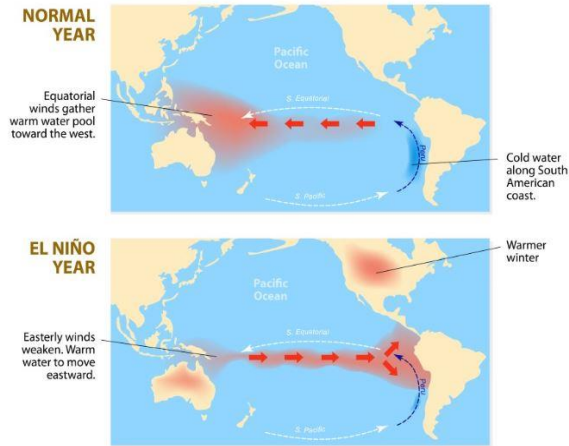 NORMAL
YEAR
Pacific
Ocean
S. Equatorial
Equatorial
winds gather
warm water pool
toward the west.
Peru
Cold water
along South
American
coast.
S. Pacific
EL NIÑO
YEAR
Warmer
winter
Pacific
Ocean
S. Equatorial
Easterly winds
weaken. Warm
water to move
eastward.
Peru
S. Pacific